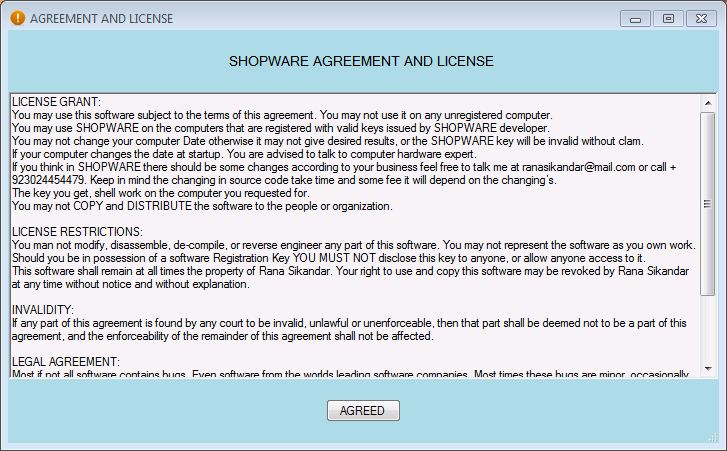 AGREEMENT AND LICENSE
SHOPWARE AGREEMENT AND LICENSE
LICENSE GRANT:
You may use this software subject to the terms of this agreement. You may not use it on any unregistered computer.
You may use SHOPWARE on the computers that are registered with valid keys issued by SHOPWARE developer.
You may not change your computer Date otherwise it may not give desired results, or the SHOPWARE key will be invalid without clam.
If your computer changes the date at startup. You are advised to talk to computer hardware expert.
If you think in SHOPWARE there should be some changes according to your business feel free to talk me at ranasikandar@mail.com or call +
923024454479. Keep in mind the changing in source code take time and some fee it will depend on the changing's.
The key you get, shell work on the computer you requested for.
You may not COPY and DISTRIBUTE the software to the people or organization.
LICENSE RESTRICTIONS:
You man not modify, disassemble, de-compile, or reverse engineer any part of this software. You may not represent the software as you own work.
Should you be in possession of a software Registration Key YOU MUST NOT disclose this key to anyone, or allow anyone access to it.
This software shall remain at all times the property of Rana Sikandar. Your right to use and copy this software may be revoked by Rana Sikandar
at any time without notice and without explanation.
INVALIDITY:
If any part of this agreement is found by any court to be invalid, unlawful or unenforceable, then that part shall be deemed not to be a part of this
agreement, and the enforceability of the remainder of this agreement shall not be affected.
LEGAL AGREEMENT:
Most if not all software contains bugs. Even software from the worlds leading software companies. Most times these bugs are minor, occasionally
AGREED